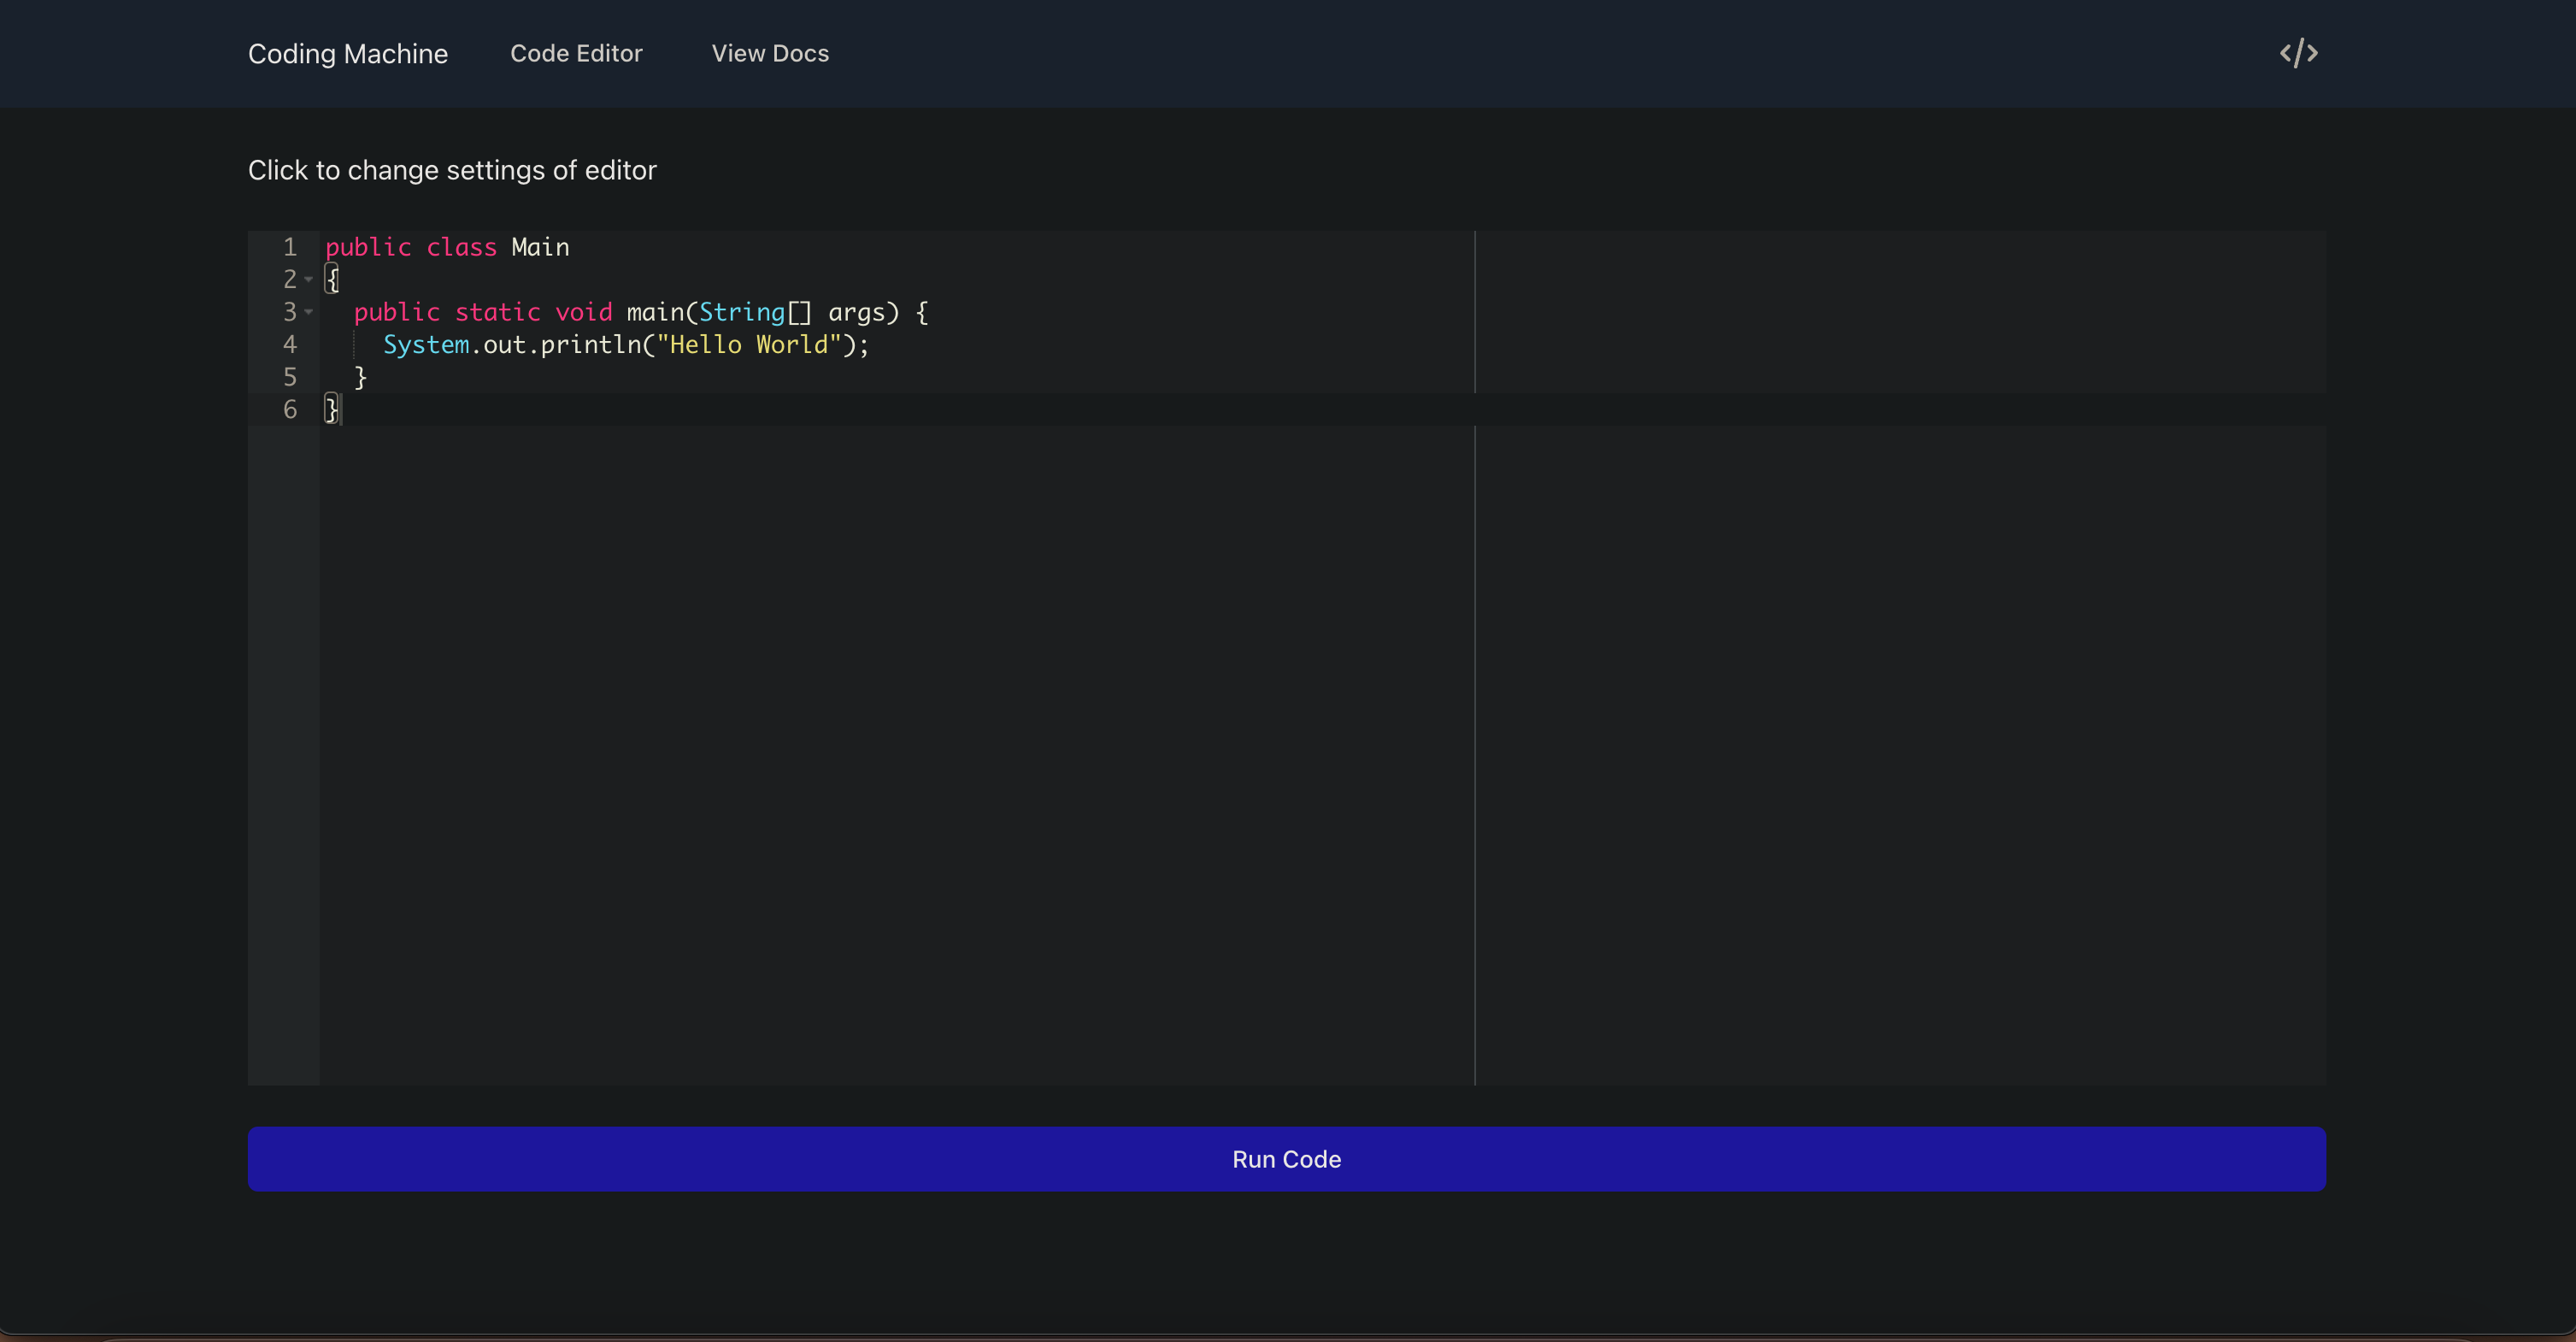 Coding Machine Code Editor View Docs </>
Click to change settings of editor
1 public class Main
2 {
3 public static void main(String[] args) {
4 System.out.println("Hello World");
5 }
6 }
Run Code